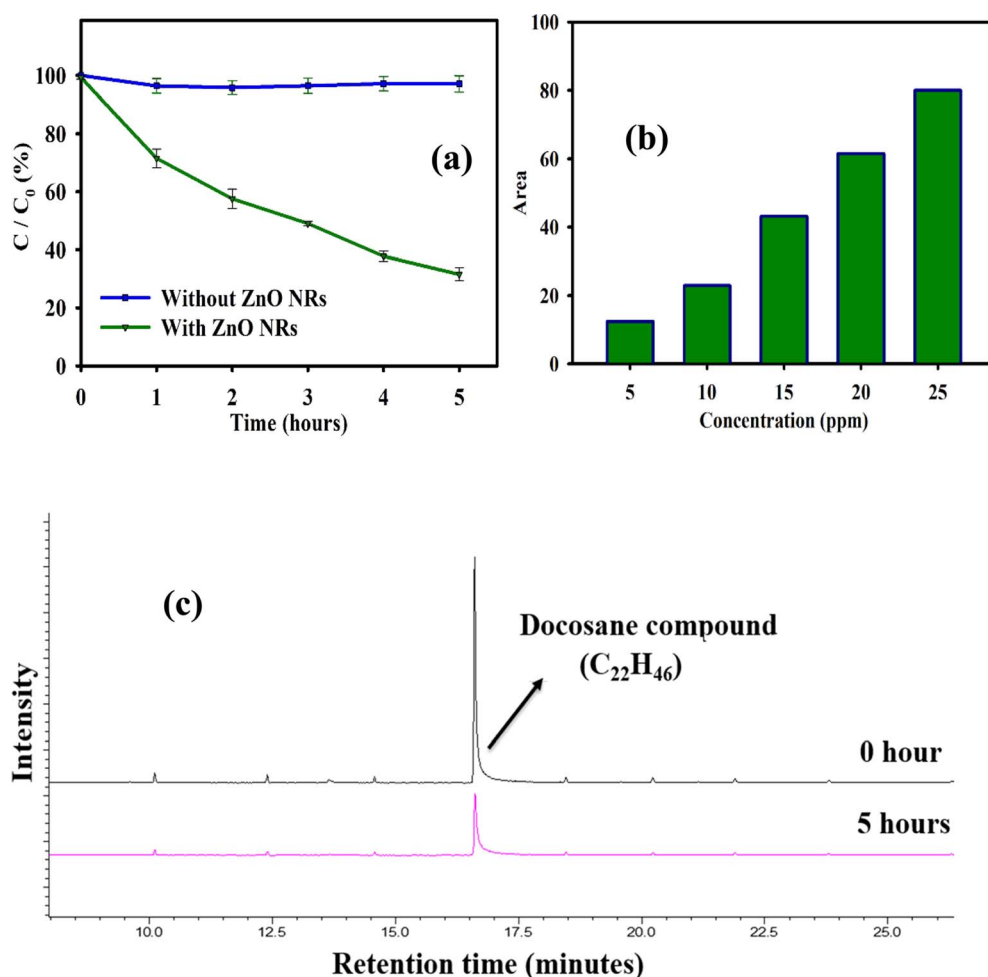 100
80
60
40
20
0
C / C₀ (%)
(a)
Without ZnO NRs
With ZnO NRs
0 1 2 3 4 5
Time (hours)
100
80
60
40
20
0
Area
(b)
5 10 15 20 25
Concentration (ppm)
(c)
Docosane compound
(C₂₂H₄₆)
0 hour
5 hours
Intensity
10.0 12.5 15.0 17.5 20.0 22.5 25.0
Retention time (minutes)